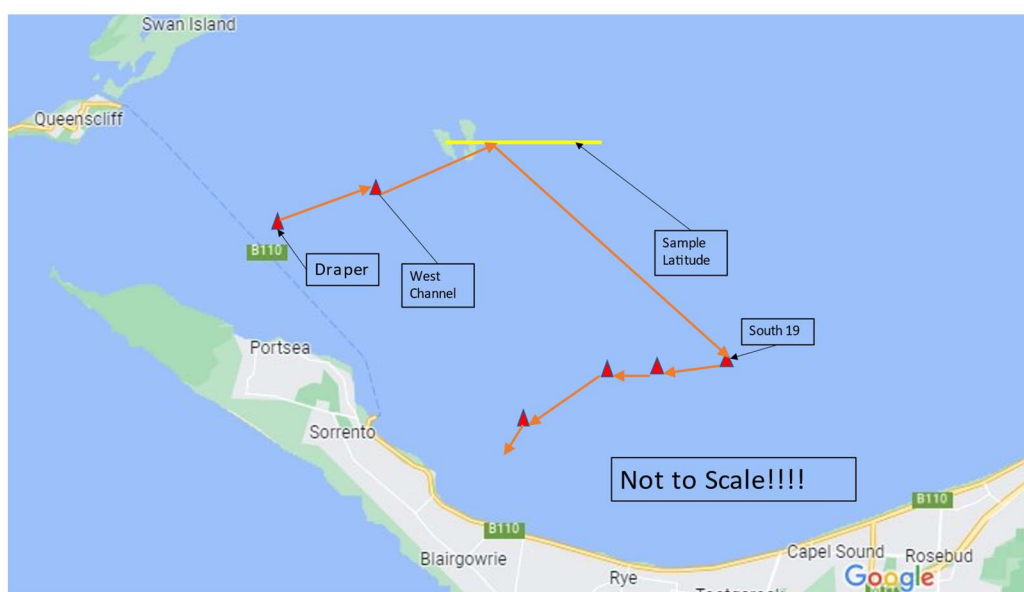 Swan Island
Queenscliff
B110
Draper
West
Channel
Sample
Latitude
South 19
Portsea
Sorrento
Not to Scale!!!!
B110
B110
Blairgowrie
Rye
Capel Sound
Rosebud
Google